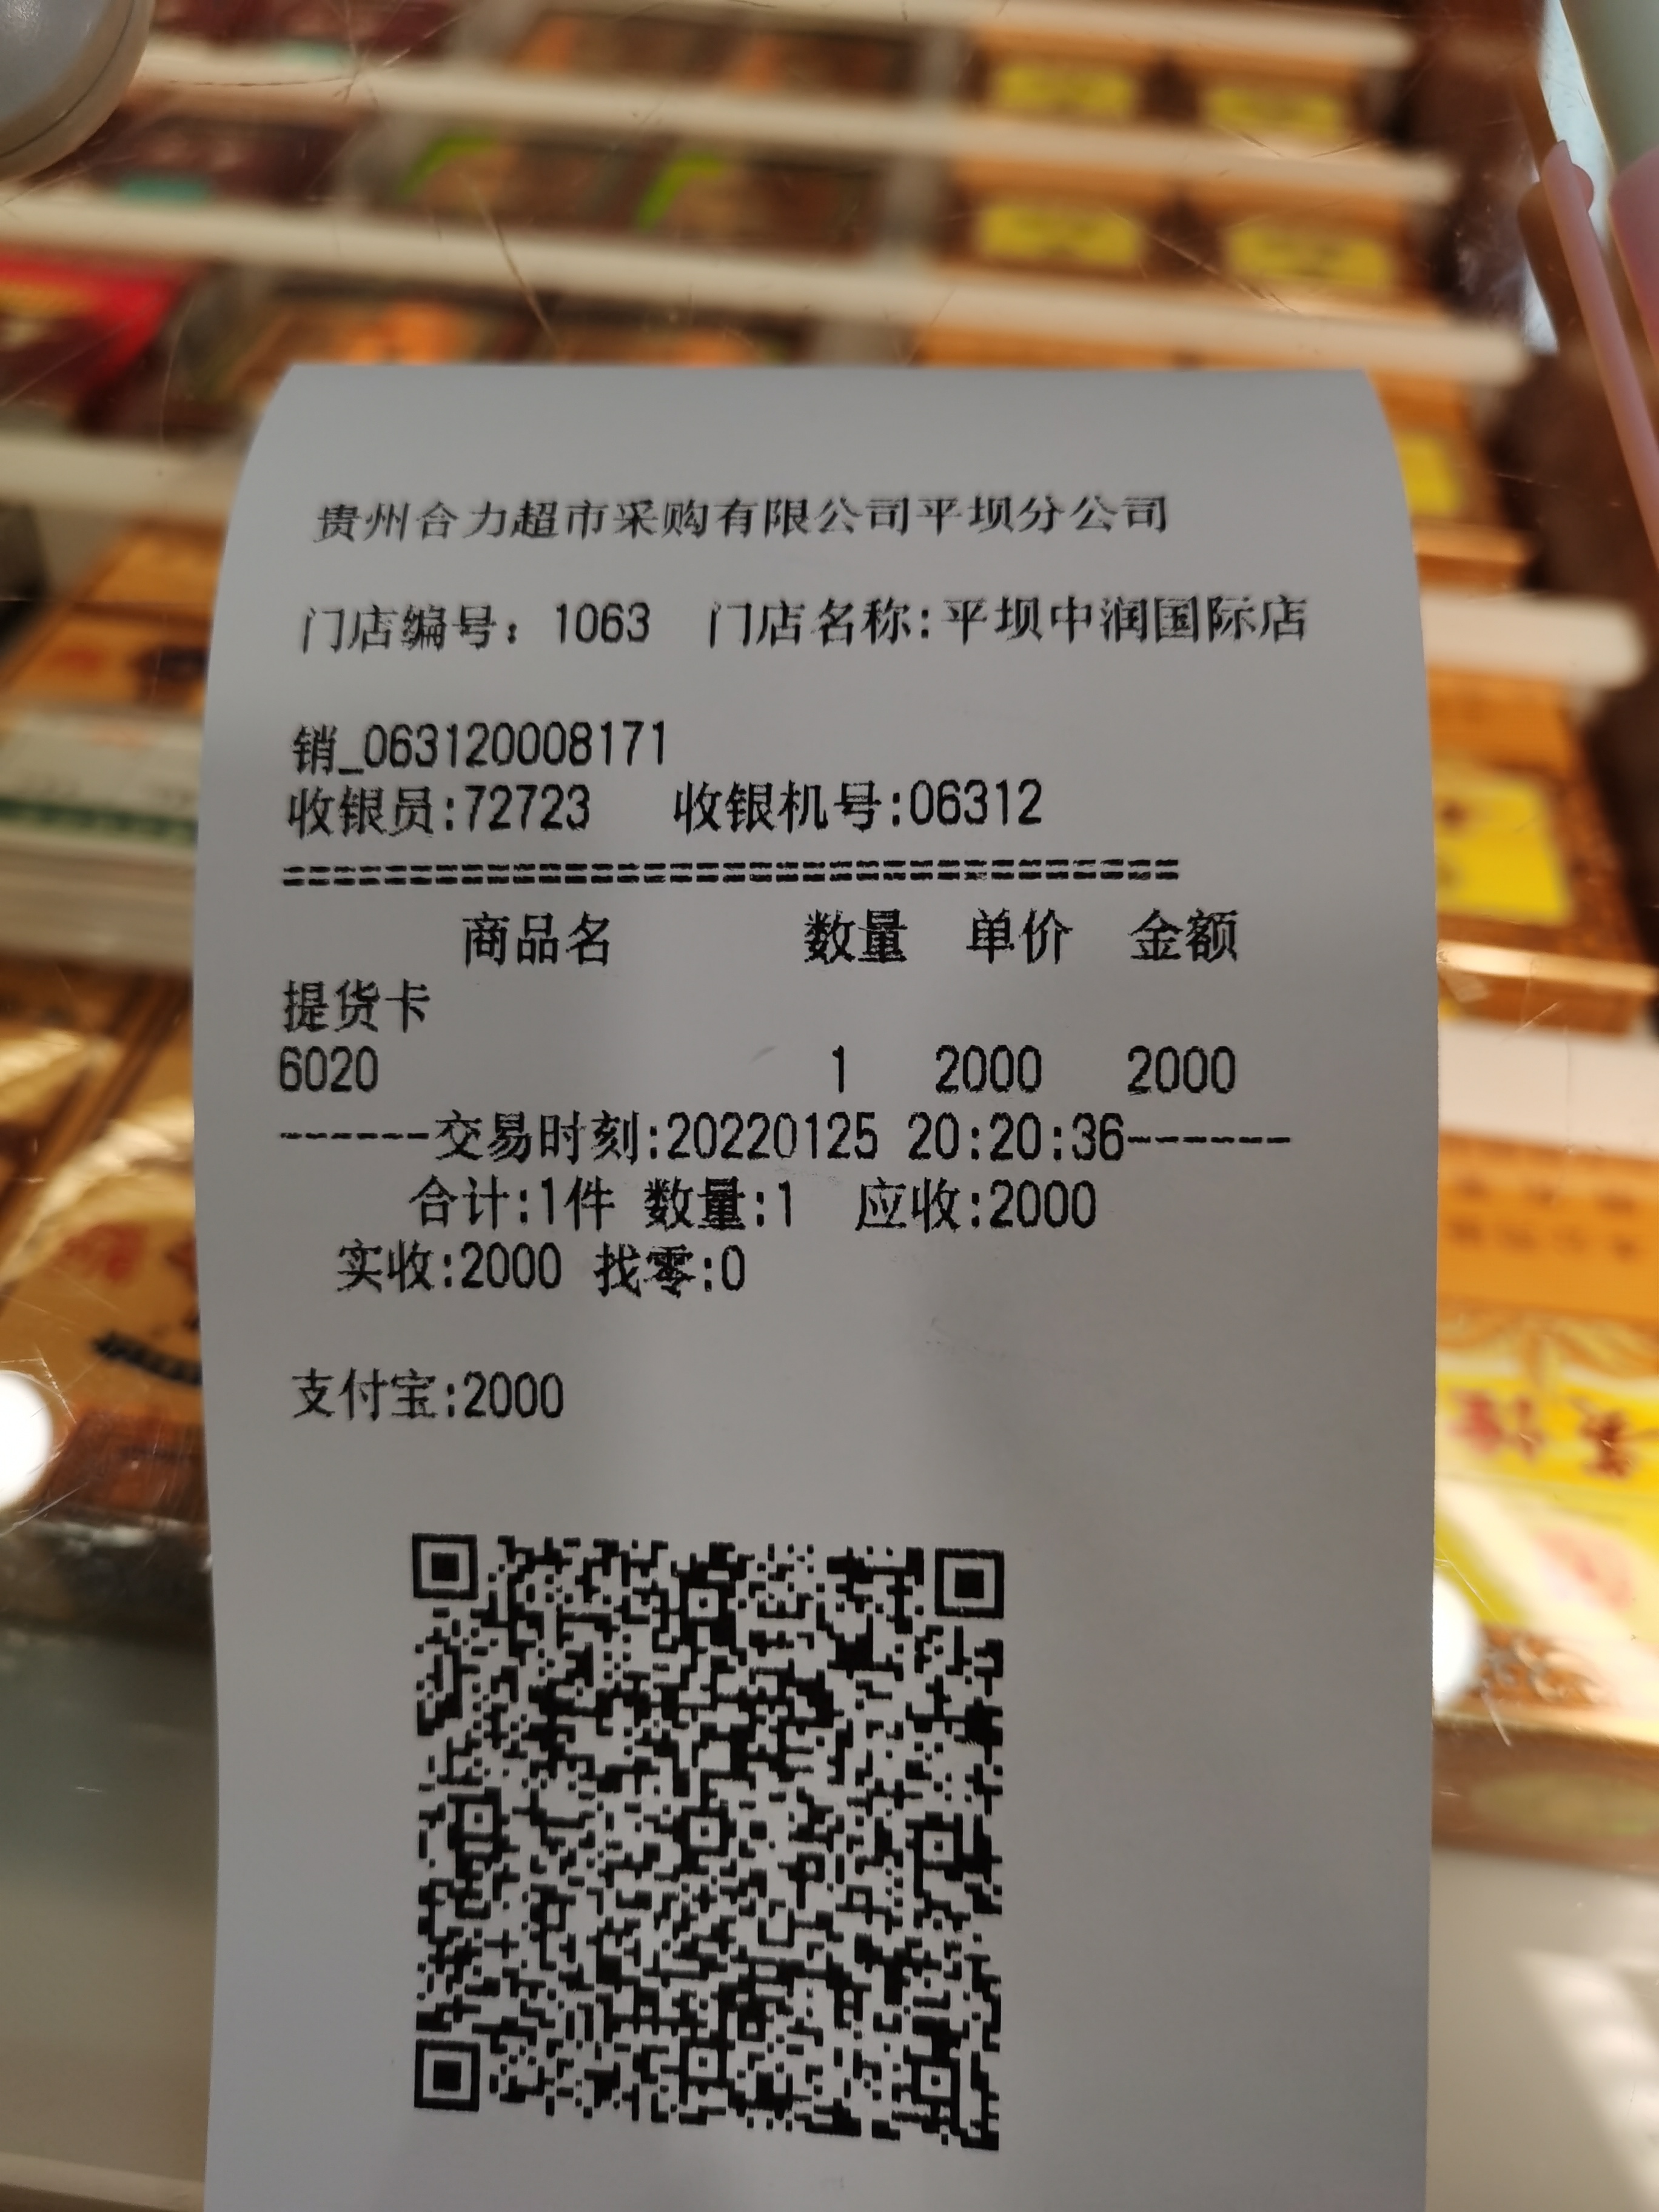 贵州合力超市采购有限公司平坝分公司
门店编号：1063 门店名称:平坝中润国际店
销_063120008171
收银员:72723 收银机号:06312
===================================
商品名 数量 单价 金额
提货卡
6020 1 2000 2000
------交易时刻:20220125 20:20:36------
合计:1件 数量:1 应收:2000
实收:2000 找零:0
支付宝:2000